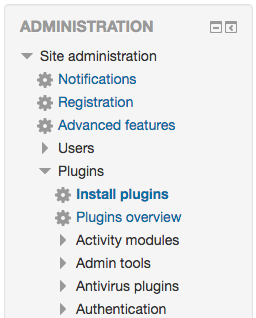 ADMINISTRATION
Site administration
Notifications
Registration
Advanced features
Users
Plugins
Install plugins
Plugins overview
Activity modules
Admin tools
Antivirus plugins
Authentication